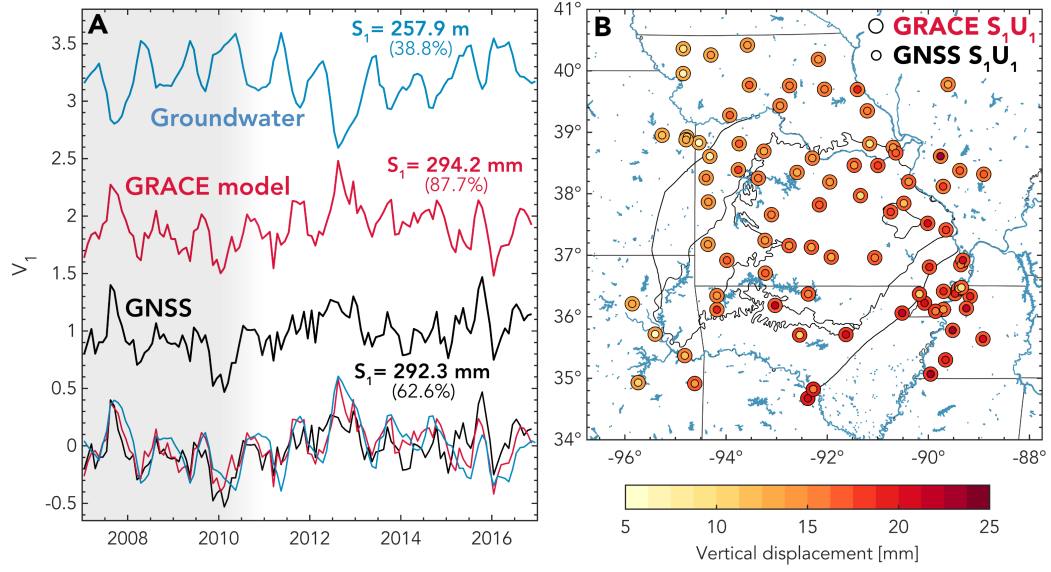 A
S1= 257.9 m
(38.8%)
Groundwater
S1= 294.2 mm
(87.7%)
GRACE model
GNSS
S1= 292.3 mm
(62.6%)
V1
3.5
3
2.5
2
1.5
1
0.5
0
-0.5
2008
2010
2012
2014
2016
B
GRACE S1U1
GNSS S1U1
41°
40°
39°
38°
37°
36°
35°
34°
-96
-94
-92
-90
-88°
5
10
15
20
25
Vertical displacement [mm]